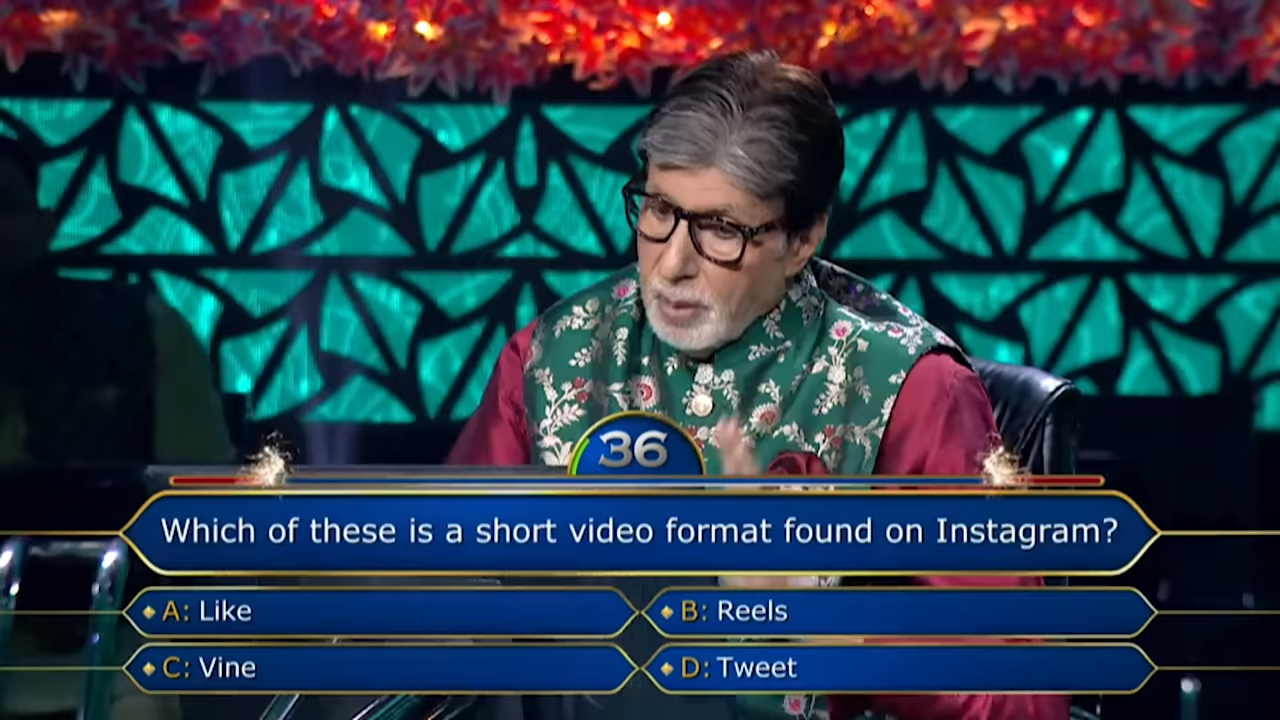 36
Which of these is a short video format found on Instagram?
A: Like
B: Reels
C: Vine
D: Tweet